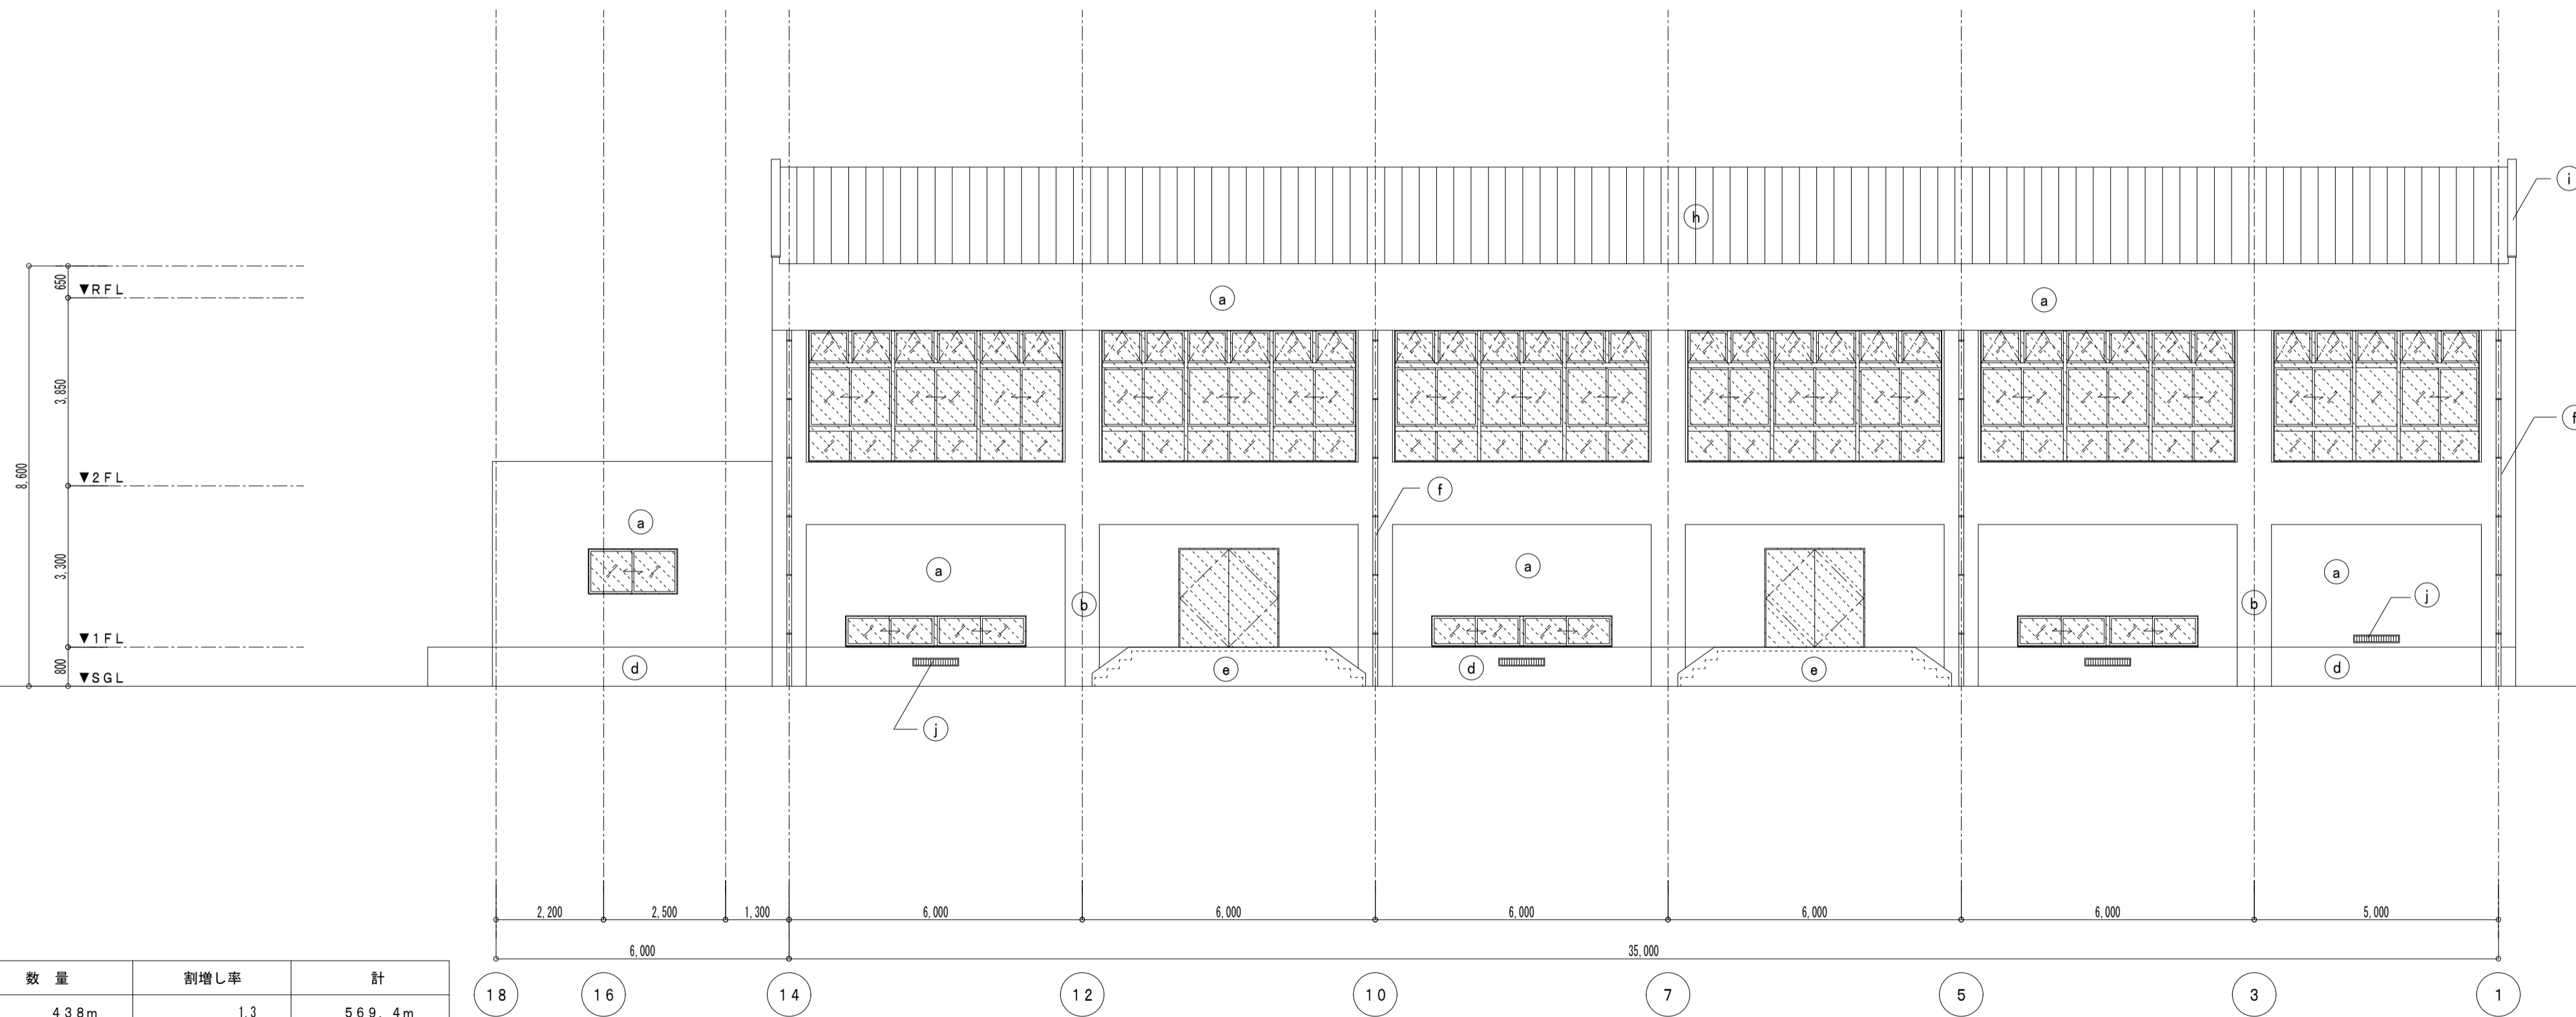 i
h
650
▼RFL
a
a
3,850
f
8,600
▼2FL
f
a
3,300
a
a
a
j
b
b
▼1FL
800
d
e
d
e
d
▼SGL
j
2,200
2,500
1,300
6,000
6,000
6,000
6,000
6,000
5,000
6,000
35,000
数 量
割増し率
計
438m
1.3
569.4m
18
16
14
12
10
7
5
3
1